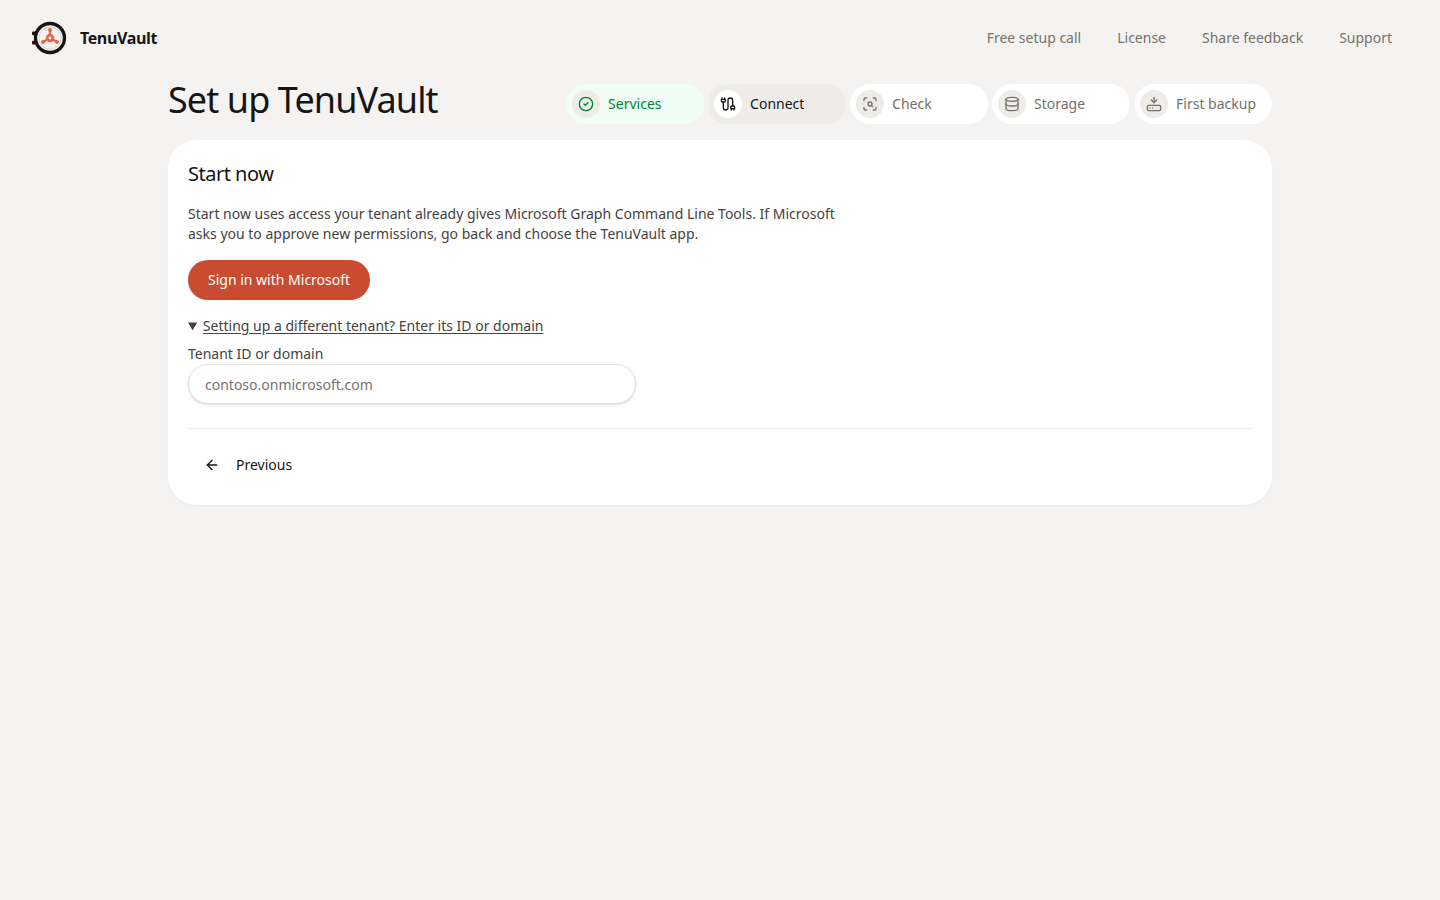 TenuVault
Free setup call
License
Share feedback
Support
Set up TenuVault
Services
Connect
Check
Storage
First backup
Start now
Start now uses access your tenant already gives Microsoft Graph Command Line Tools. If Microsoft
asks you to approve new permissions, go back and choose the TenuVault app.
Sign in with Microsoft
Setting up a different tenant? Enter its ID or domain
Tenant ID or domain
contoso.onmicrosoft.com
Previous